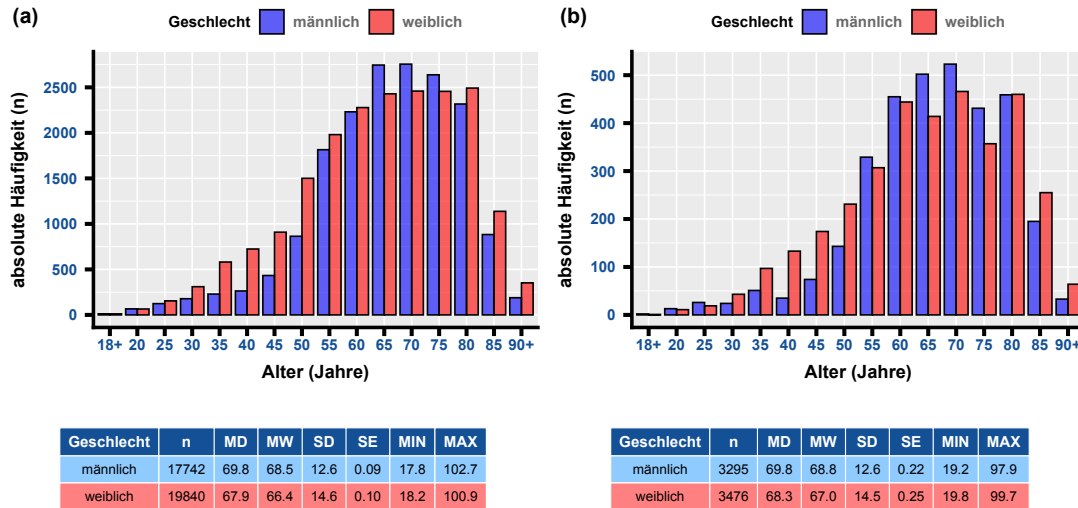 (a) Geschlecht männlich weiblich
absolute Häufigkeit (n)
2500
2000
1500
1000
500
0
18+ 20 25 30 35 40 45 50 55 60 65 70 75 80 85 90+
Alter (Jahre)
Geschlecht n MD MW SD SE MIN MAX
männlich 17742 69.8 68.5 12.6 0.09 17.8 102.7
weiblich 19840 67.9 66.4 14.6 0.10 18.2 100.9
(b) Geschlecht männlich weiblich
absolute Häufigkeit (n)
500
400
300
200
100
0
18+ 20 25 30 35 40 45 50 55 60 65 70 75 80 85 90+
Alter (Jahre)
Geschlecht n MD MW SD SE MIN MAX
männlich 3295 69.8 68.8 12.6 0.22 19.2 97.9
weiblich 3476 68.3 67.0 14.5 0.25 19.8 99.7